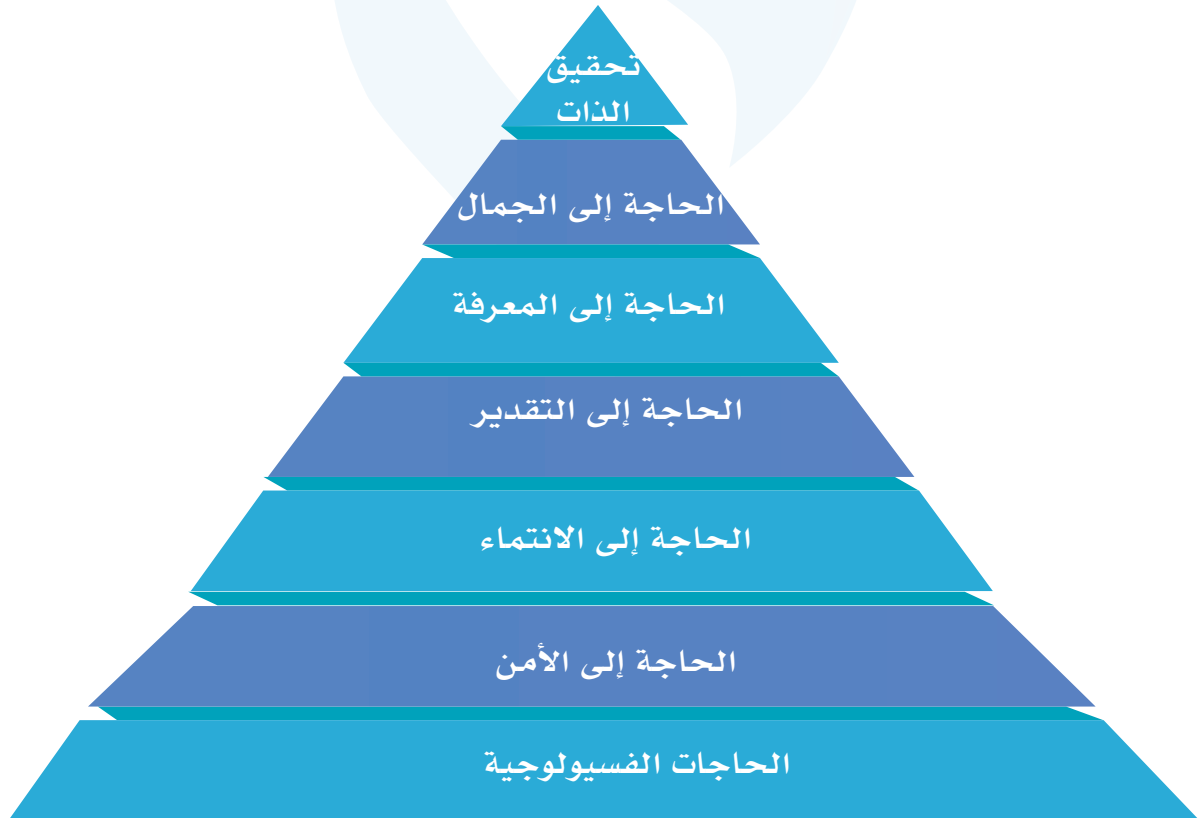 تحقيق
الذات
الحاجة إلى الجمال
الحاجة إلى المعرفة
الحاجة إلى التقدير
الحاجة إلى الانتماء
الحاجة إلى الأمن
الحاجات الفسيولوجية